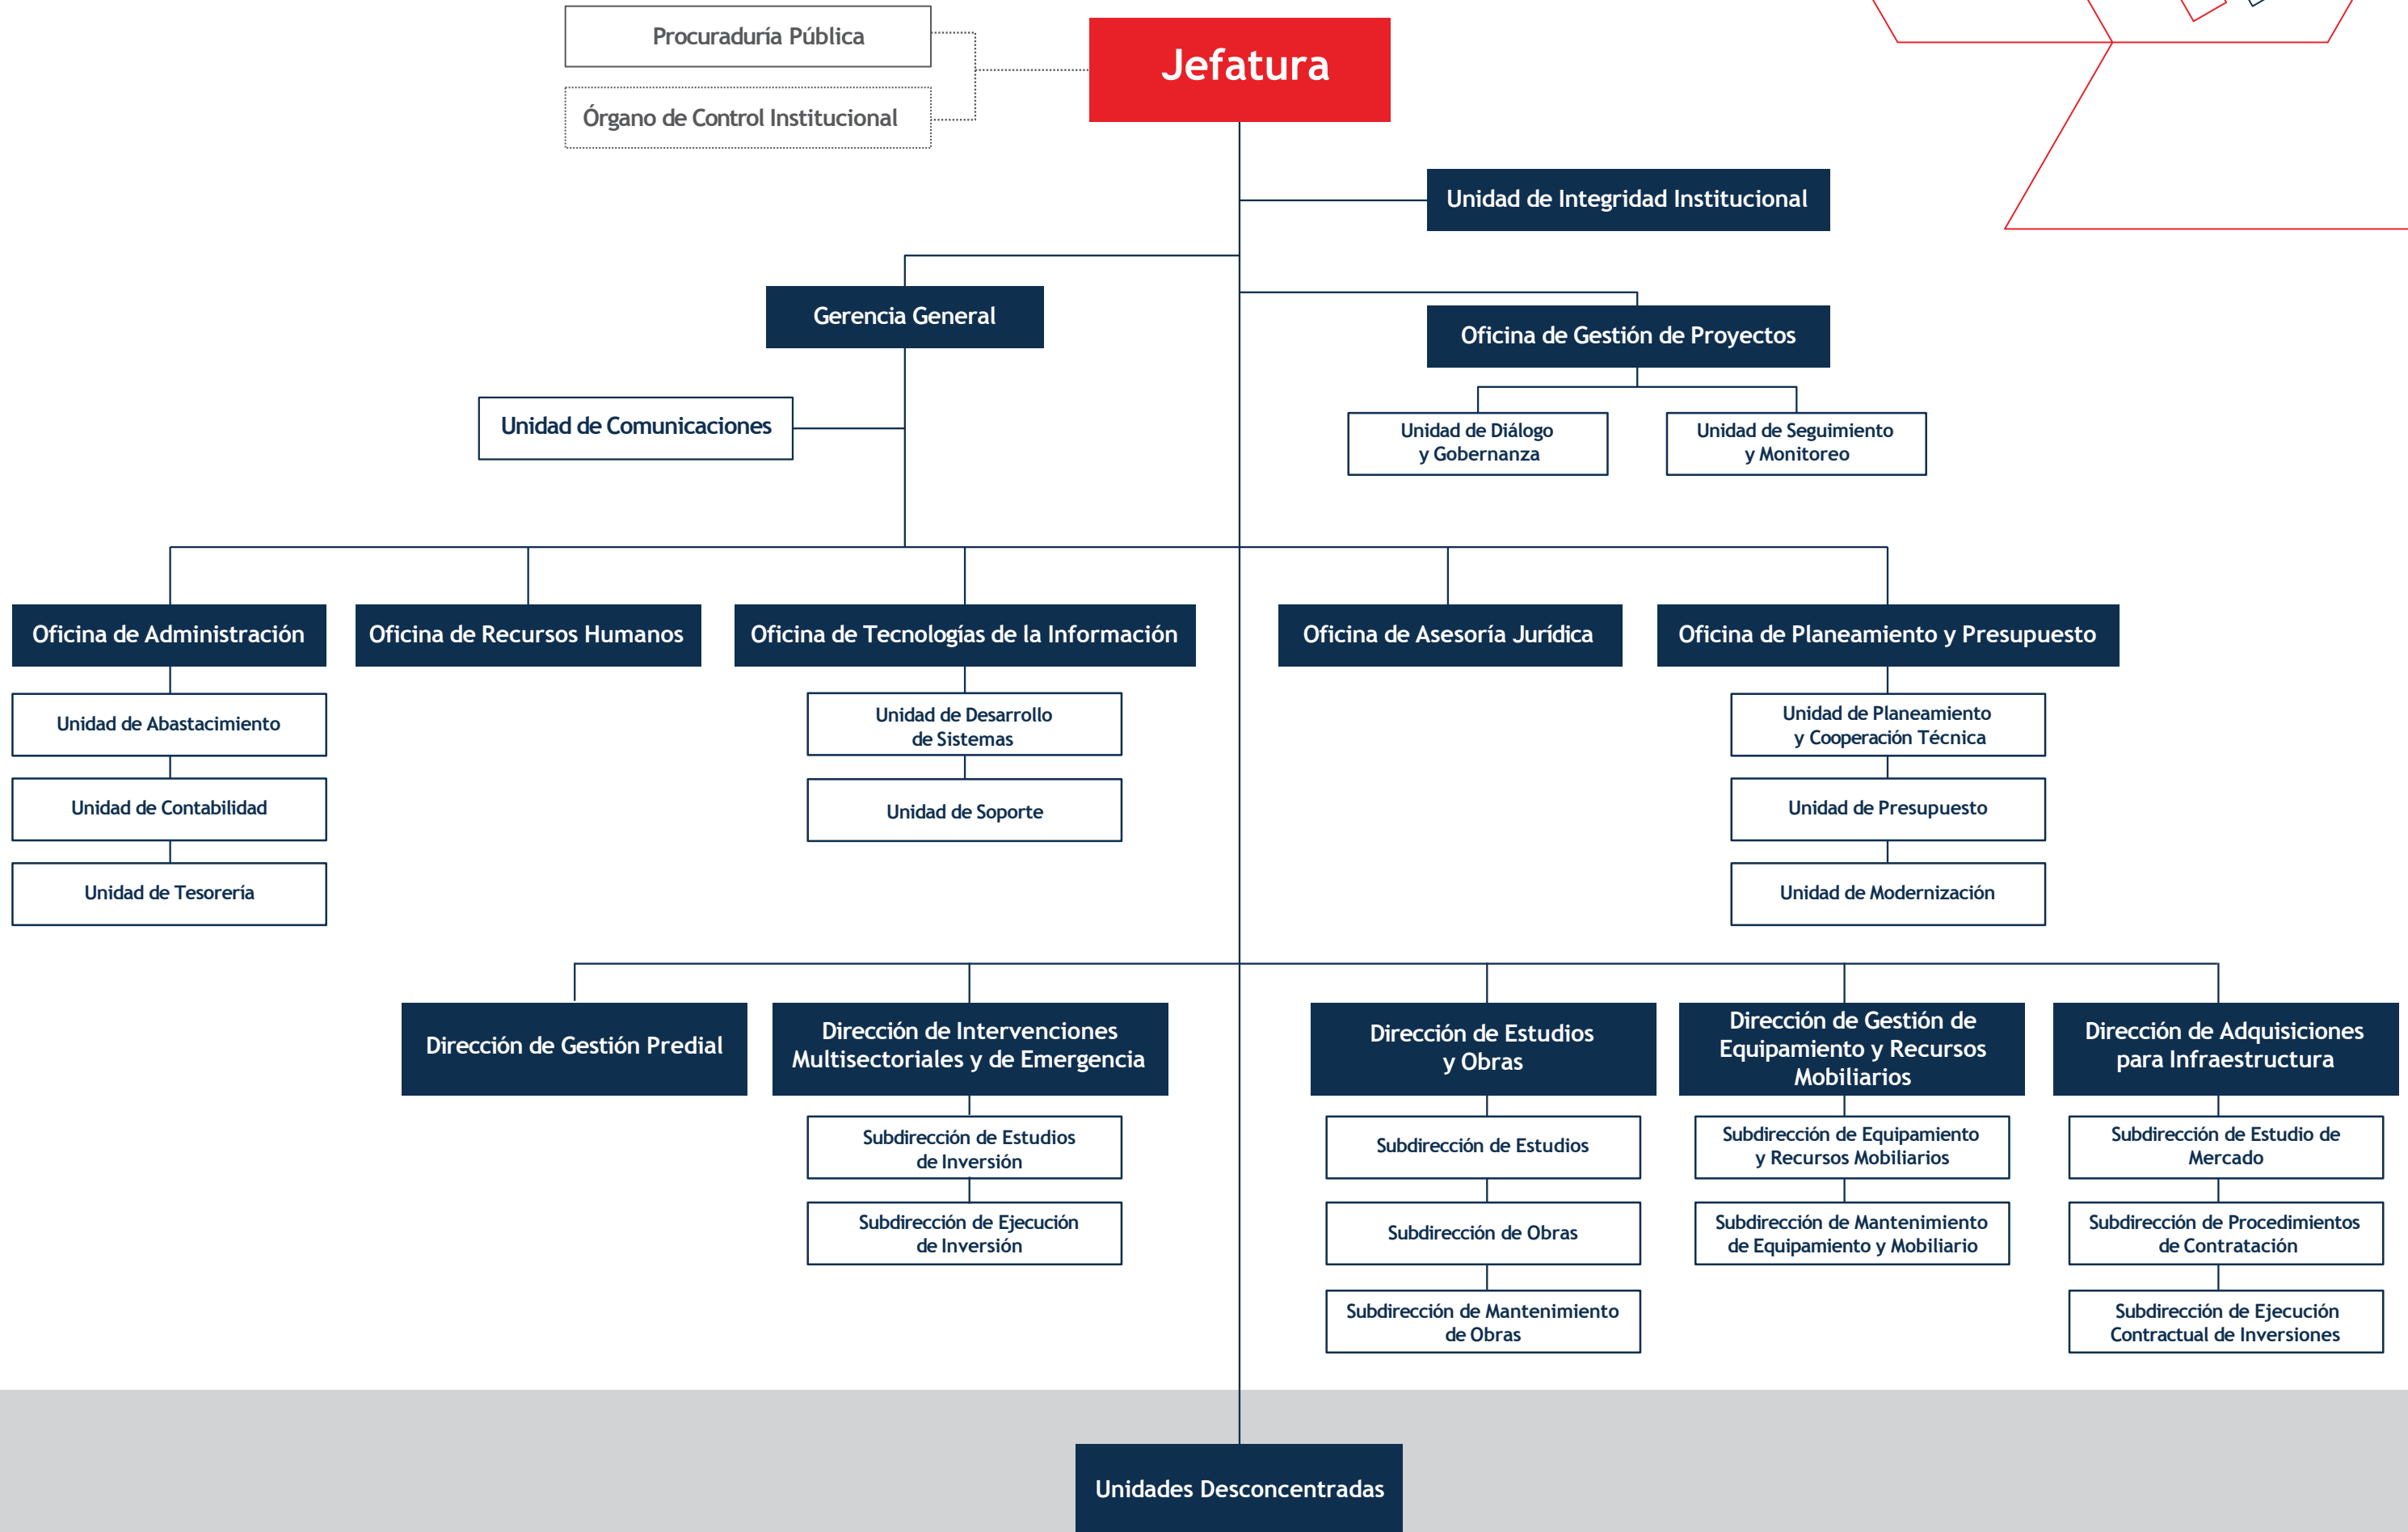 Procuraduría Pública
Jefatura
Órgano de Control Institucional
Unidad de Integridad Institucional
Gerencia General
Oficina de Gestión de Proyectos
Unidad de Comunicaciones
Unidad de Diálogo
y Gobernanza
Unidad de Seguimiento
y Monitoreo
Oficina de Administración
Oficina de Recursos Humanos
Oficina de Tecnologías de la Información
Oficina de Asesoría Jurídica
Oficina de Planeamiento y Presupuesto
Unidad de Abastacimiento
Unidad de Contabilidad
Unidad de Tesorería
Unidad de Desarrollo
de Sistemas
Unidad de Soporte
Unidad de Planeamiento
y Cooperación Técnica
Unidad de Presupuesto
Unidad de Modernización
Dirección de Gestión Predial
Dirección de Intervenciones
Multisectoriales y de Emergencia
Dirección de Estudios
y Obras
Dirección de Gestión de
Equipamiento y Recursos
Mobiliarios
Dirección de Adquisiciones
para Infraestructura
Subdirección de Estudios
de Inversión
Subdirección de Ejecución
de Inversión
Subdirección de Estudios
Subdirección de Obras
Subdirección de Mantenimiento
de Obras
Subdirección de Equipamiento
y Recursos Mobiliarios
Subdirección de Mantenimiento
de Equipamiento y Mobiliario
Subdirección de Estudio de
Mercado
Subdirección de Procedimientos
de Contratación
Subdirección de Ejecución
Contractual de Inversiones
Unidades Desconcentradas